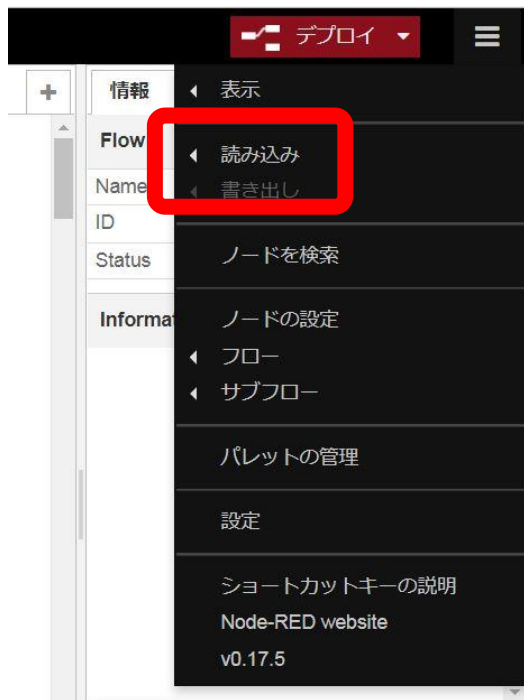 デプロイ
情報
Flow
Name
ID
Status
Informa
表示
読み込み
書き出し
ノードを検索
ノードの設定
フロー
サブフロー
パレットの管理
設定
ショートカットキーの説明
Node-RED website
v0.17.5